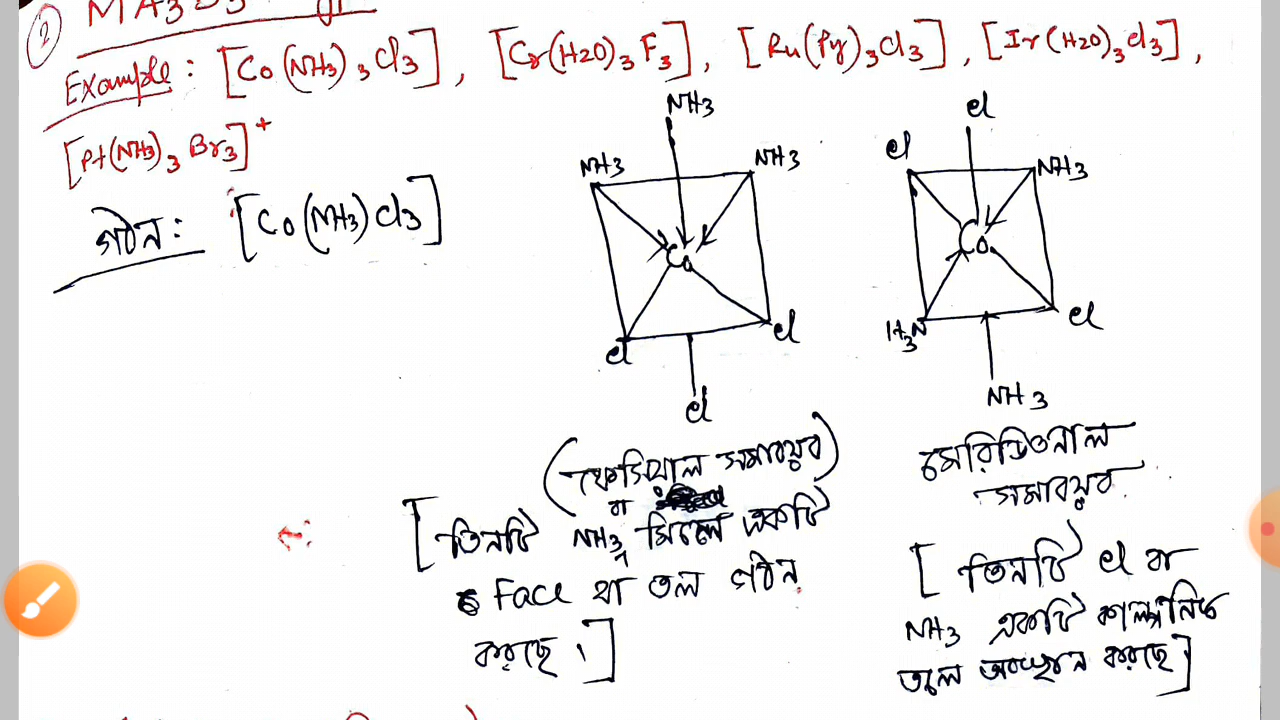 2
Example : [Co(NH3)3Cl3], [Cr(H2O)3F3], [Ru(Py)3Cl3], [Ir(H2O)3Cl3],
[Pt(NH3)3Br3]+
গঠন: [Co(NH3)Cl3]
NH3
NH3
NH3
Co
Cl
Cl
Cl
Cl
Cl
NH3
Co
H3N
Cl
NH3
(ফেসিয়াল সমাবয়ব)
বা
[তিনটি NH3 মিলে একটি
Face বা তল গঠন
করছে।]
মেরিডিওনাল
সমাবয়ব
[তিনটি Cl বা
NH3 একটি কাল্পনিক
তলে অবস্থান করছে]